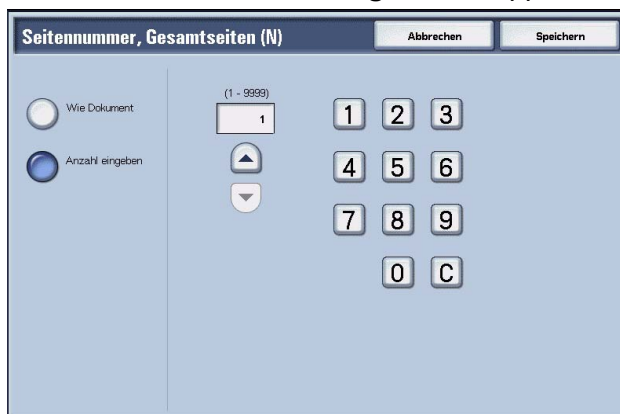 Seitennummer, Gesamtseiten (N)
Abbrechen
Speichern
Wie Dokument
Anzahl eingeben
(1 - 9999)
1
1 2 3
4 5 6
7 8 9
0 C